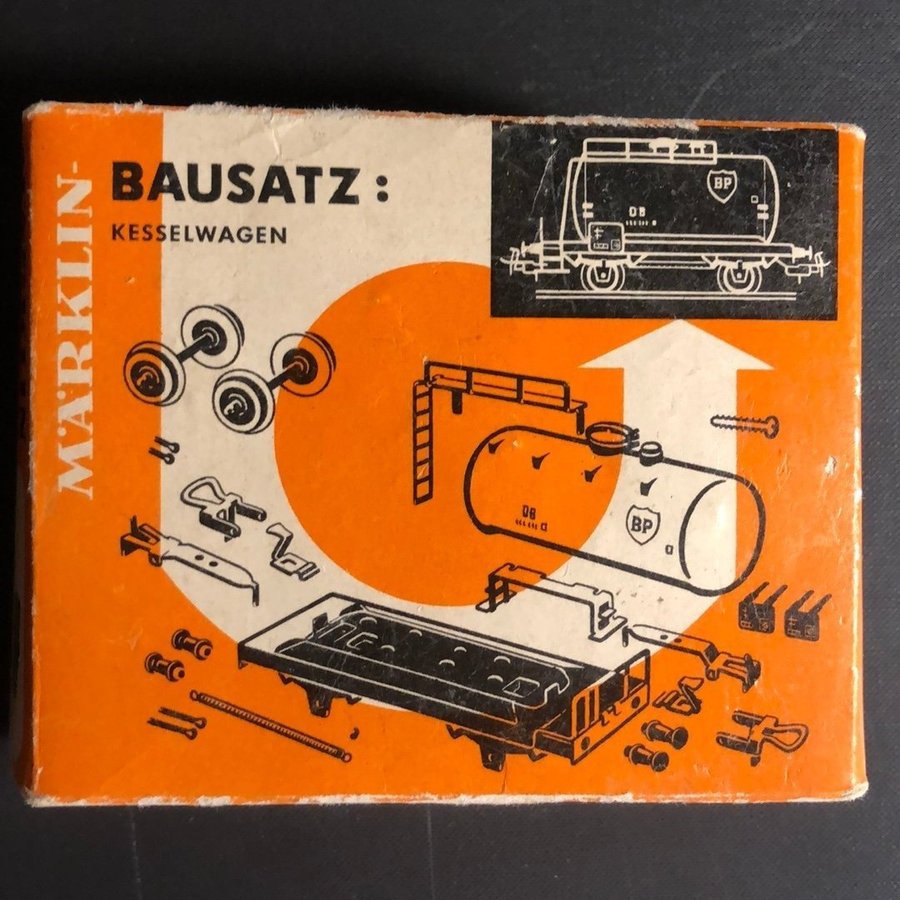 MÄRKLIN-
BAUSATZ:
KESSELWAGEN
BP
DB
DB
BP